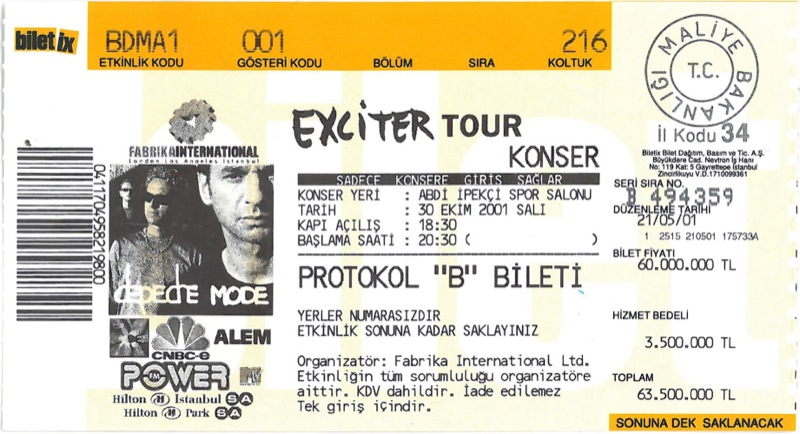 biletix
BDMA1 001 216
ETKİNLİK KODU GÖSTERİ KODU BÖLÜM SIRA KOLTUK
MALİYE BAKANLIĞI
T.C.
İl Kodu 34
Biletix Bilet Dağıtım, Basım ve Tic. A.Ş.
Büyükdere Cad. Nevtron İş Hanı
No: 119 Kat: 5 Gayrettepe İstanbul
Zincirlikuyu V.D.1710099361
SERİ SIRA NO.
B 494359
DÜZENLEME TARİHİ
21/05/01
1 2515 210501 175733A
BİLET FİYATI
60.000.000 TL
HİZMET BEDELİ
3.500.000 TL
TOPLAM
63.500.000 TL
SONUNA DEK SAKLANACAK
0411704568219800
FABRIKA INTERNATIONAL
London Los Angeles Istanbul
DEPECHE MODE
CNBC-e
ALEM
POWER
MTV
Hilton İstanbul SA
Hilton Park SA
EXCITER TOUR
KONSER
SADECE KONSERE GİRİŞ SAĞLAR
KONSER YERİ : ABDİ İPEKÇİ SPOR SALONU
TARİH : 30 EKİM 2001 SALI
KAPI AÇILIŞ : 18:30
BAŞLAMA SAATİ : 20:30 ( )
PROTOKOL "B" BİLETİ
YERLER NUMARASIZDIR
ETKİNLİK SONUNA KADAR SAKLAYINIZ
Organizatör: Fabrika International Ltd.
Etkinliğin tüm sorumluluğu organizatöre
aittir. KDV dahildir. İade edilemez
Tek giriş içindir.